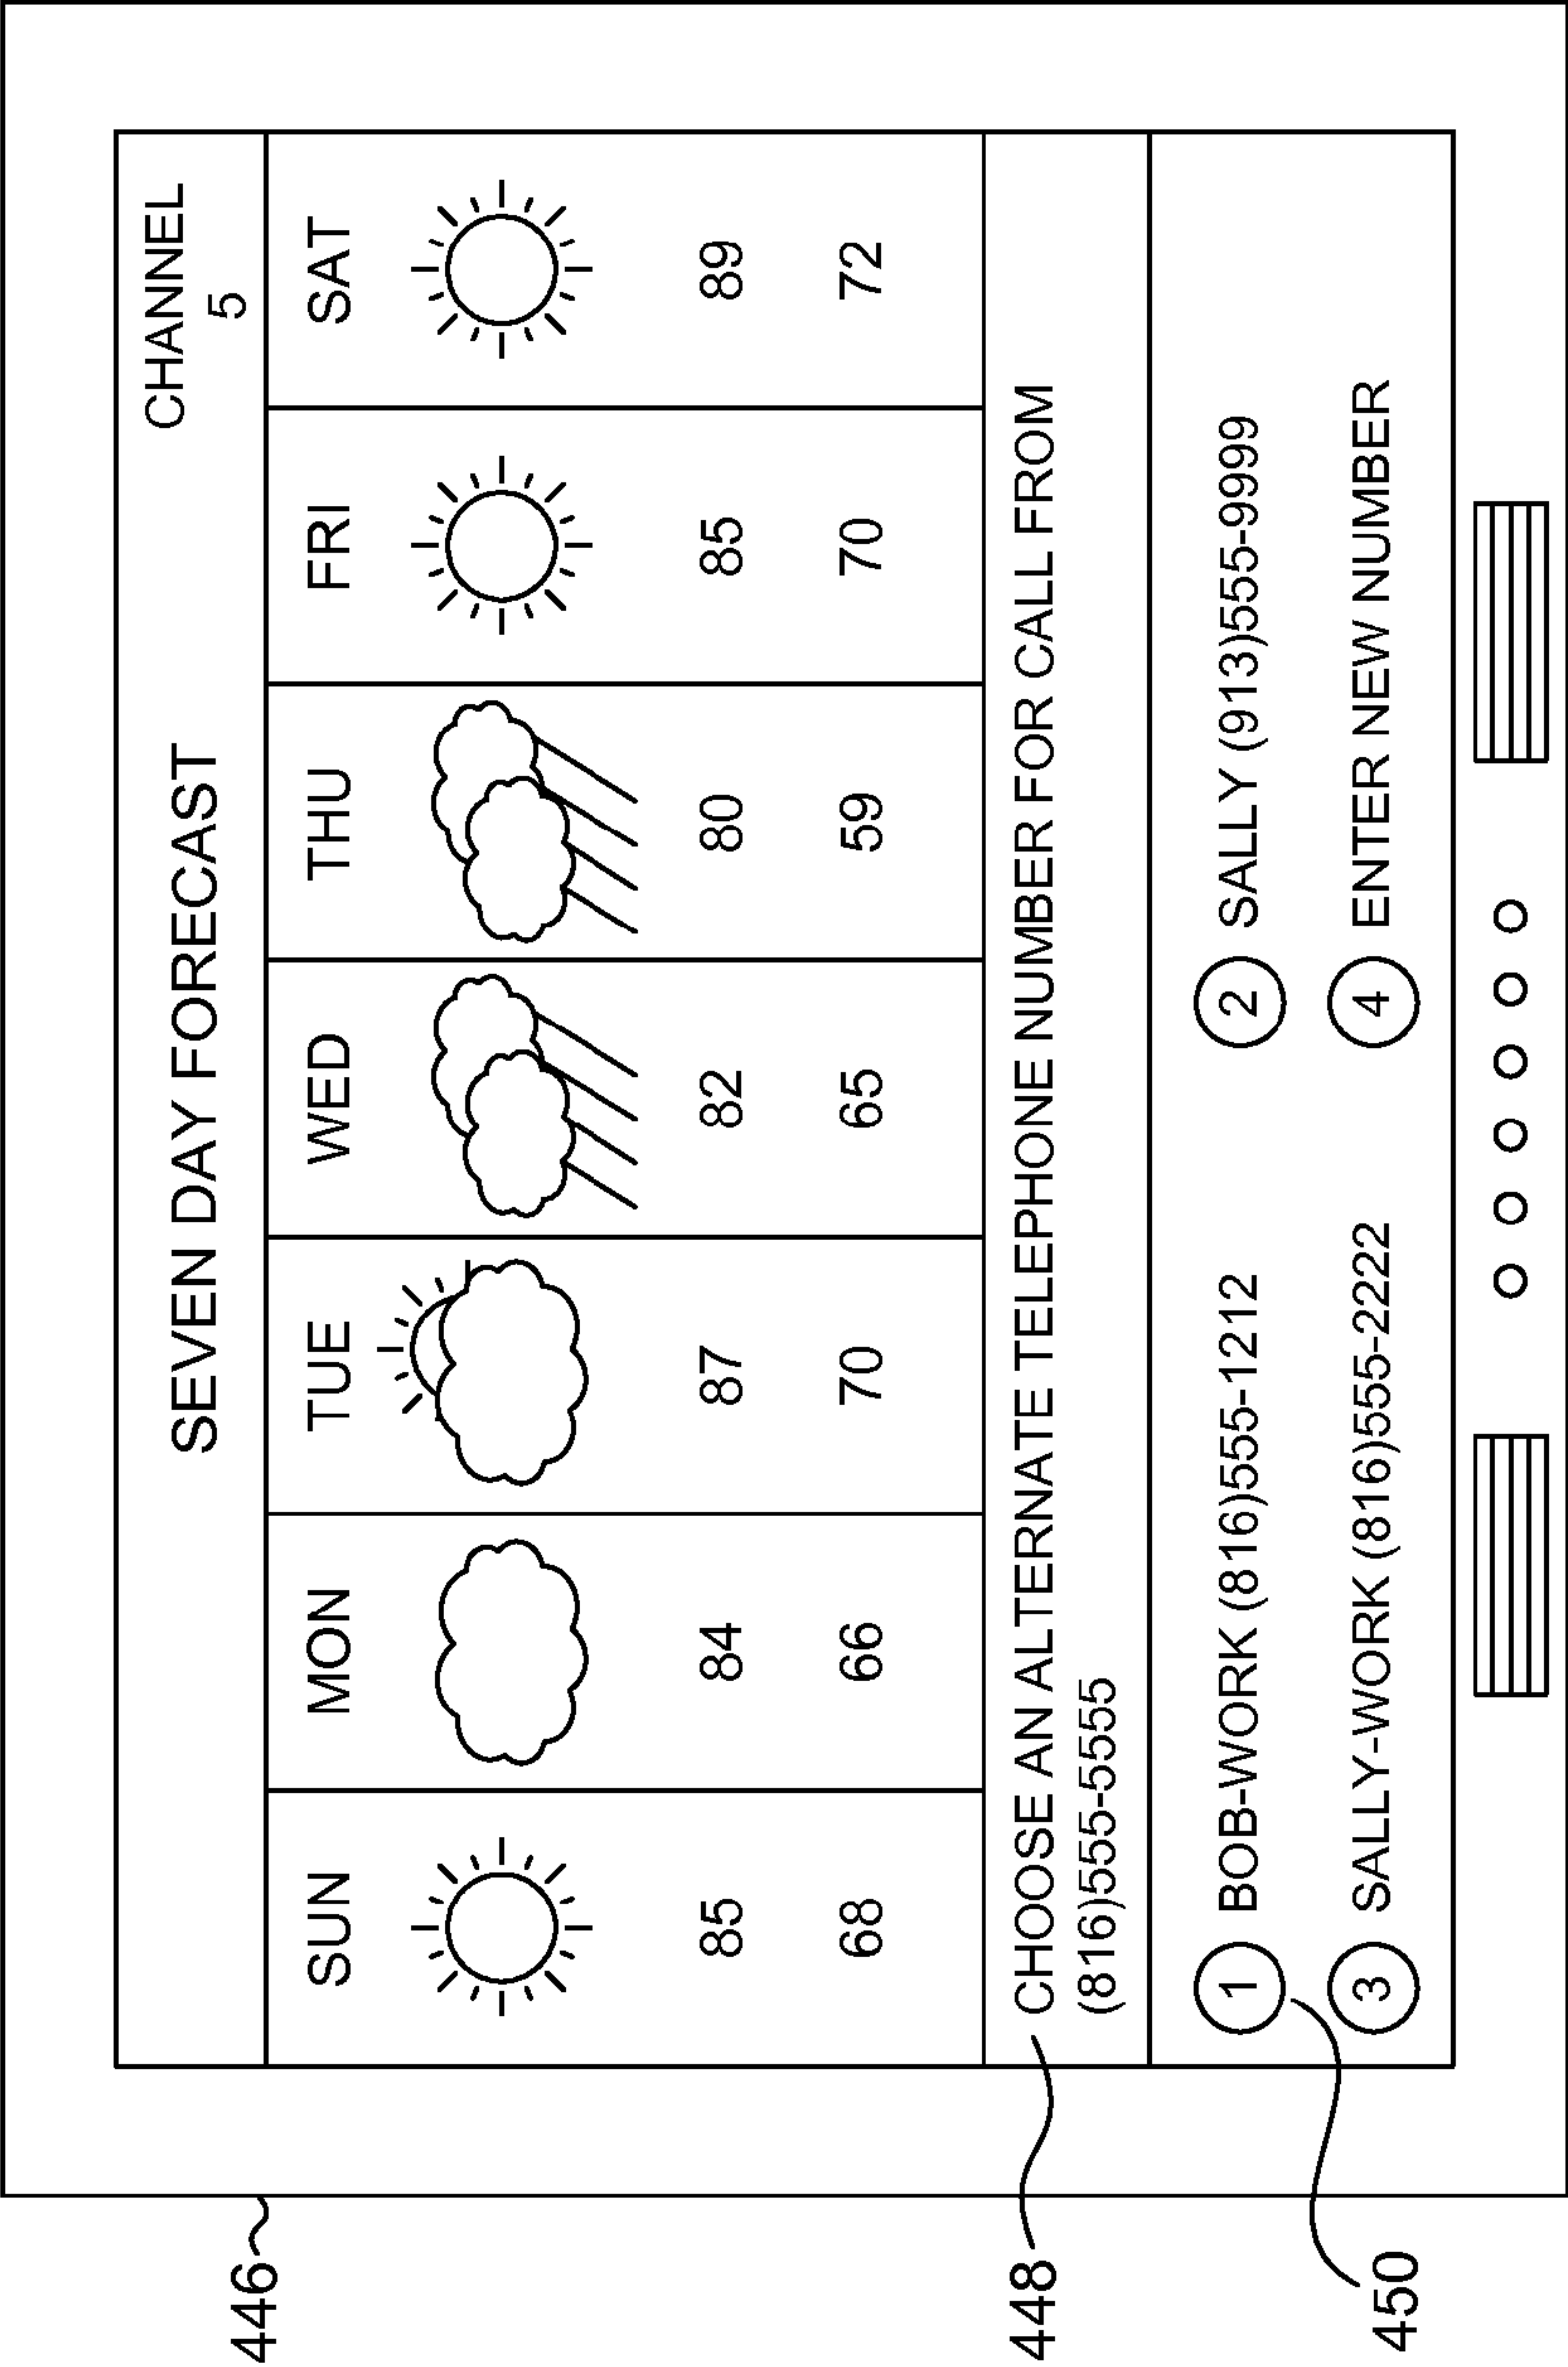 SEVEN DAY FORECAST
CHANNEL
5
SUN MON TUE WED THU FRI SAT
85 84 87 82 80 85 89
68 66 70 65 59 70 72
CHOOSE AN ALTERNATE TELEPHONE NUMBER FOR CALL FROM
(816)555-5555
1 BOB-WORK (816)555-1212 2 SALLY (913)555-9999
3 SALLY-WORK (816)555-2222 4 ENTER NEW NUMBER
446
448
450